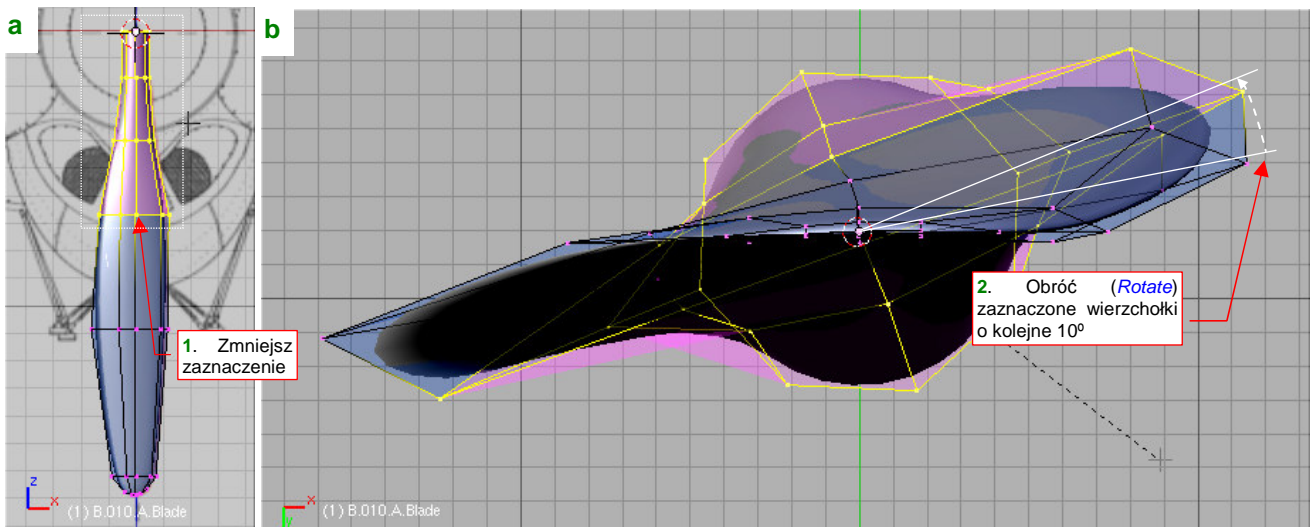 a
b
1. Zmniejsz
zaznaczenie
2. Obróć (Rotate)
zaznaczone wierzchołki
o kolejne 10º
z
x
(1) B.010.A.Blade
x
y
(1) B.010.A.Blade